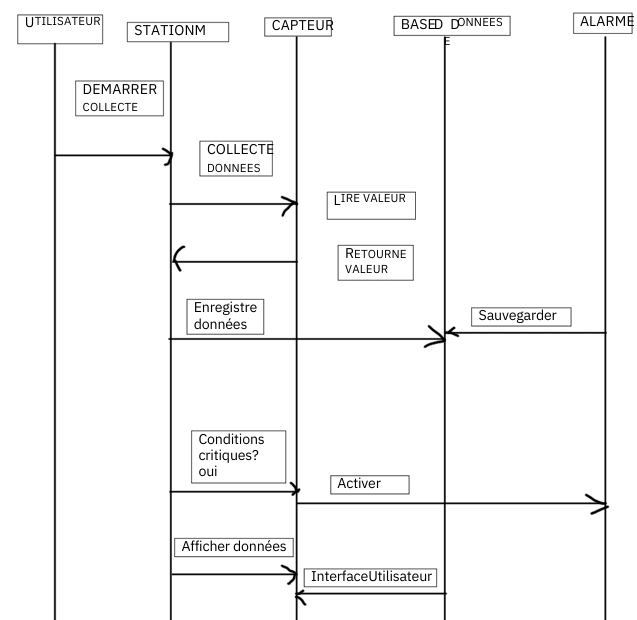 UTILISATEUR
STATIONM
CAPTEUR
BASED DONNEES
E
ALARME
DEMARRER
COLLECTE
COLLECTE
DONNEES
LIRE VALEUR
RETOURNE
VALEUR
Enregistre
données
Sauvegarder
Conditions
critiques?
oui
Activer
Afficher données
InterfaceUtilisateur